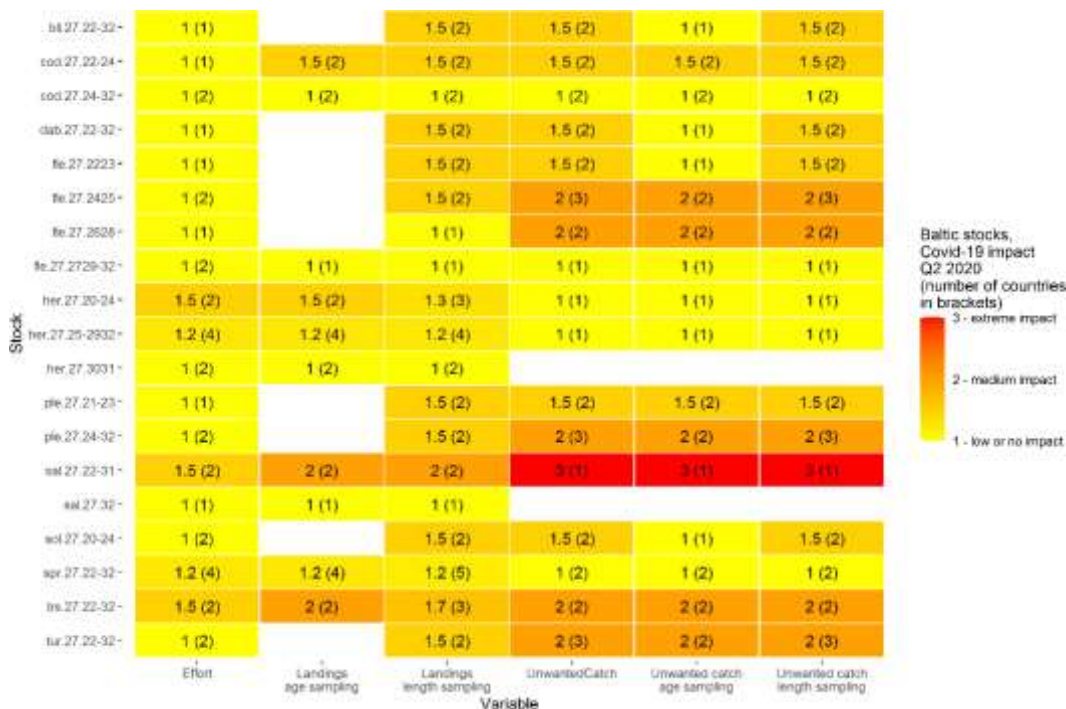 bll.27.22-32 1 (1) 1.5 (2) 1.5 (2) 1 (1) 1.5 (2)
cod.27.22-24 1 (1) 1.5 (2) 1.5 (2) 1.5 (2) 1.5 (2) 1.5 (2)
cod.27.24-32 1 (2) 1 (2) 1 (2) 1 (2) 1 (2) 1 (2)
dab.27.22-32 1 (1) 1.5 (2) 1.5 (2) 1 (1) 1.5 (2)
fle.27.2223 1 (1) 1.5 (2) 1.5 (2) 1 (1) 1.5 (2)
fle.27.2425 1 (2) 1.5 (2) 2 (3) 2 (2) 2 (3)
fle.27.2628 1 (1) 1 (1) 2 (2) 2 (2) 2 (2)
fle.27.2729-32 1 (2) 1 (1) 1 (1) 1 (1) 1 (1) 1 (1)
her.27.20-24 1.5 (2) 1.5 (2) 1.3 (3) 1 (1) 1 (1) 1 (1)
her.27.25-2932 1.2 (4) 1.2 (4) 1.2 (4) 1 (1) 1 (1) 1 (1)
her.27.3031 1 (2) 1 (2) 1 (2)
ple.27.21-23 1 (1) 1.5 (2) 1.5 (2) 1.5 (2) 1.5 (2)
ple.27.24-32 1 (2) 1.5 (2) 2 (3) 2 (2) 2 (3)
sal.27.22-31 1.5 (2) 2 (2) 2 (2) 3 (1) 3 (1) 3 (1)
sal.27.32 1 (1) 1 (1) 1 (1)
sol.27.20-24 1 (2) 1.5 (2) 1.5 (2) 1 (1) 1.5 (2)
spr.27.22-32 1.2 (4) 1.2 (4) 1.2 (5) 1 (2) 1 (2) 1 (2)
1.5 (2) 2 (2) 1.7 (3) 2 (2) 2 (2) 2 (2)
tur.27.22-32 1 (2) 1.5 (2) 2 (3) 2 (2) 2 (3)
Stock
Effort
Landings
age sampling
Landings
length sampling
UnwantedCatch
Unwanted catch
age sampling
Unwanted catch
length sampling
Variable
Baltic stocks,
Covid-19 impact
Q2 2020
(number of countries
in brackets)
3 - extreme impact
2 - medium impact
1 - low or no impact